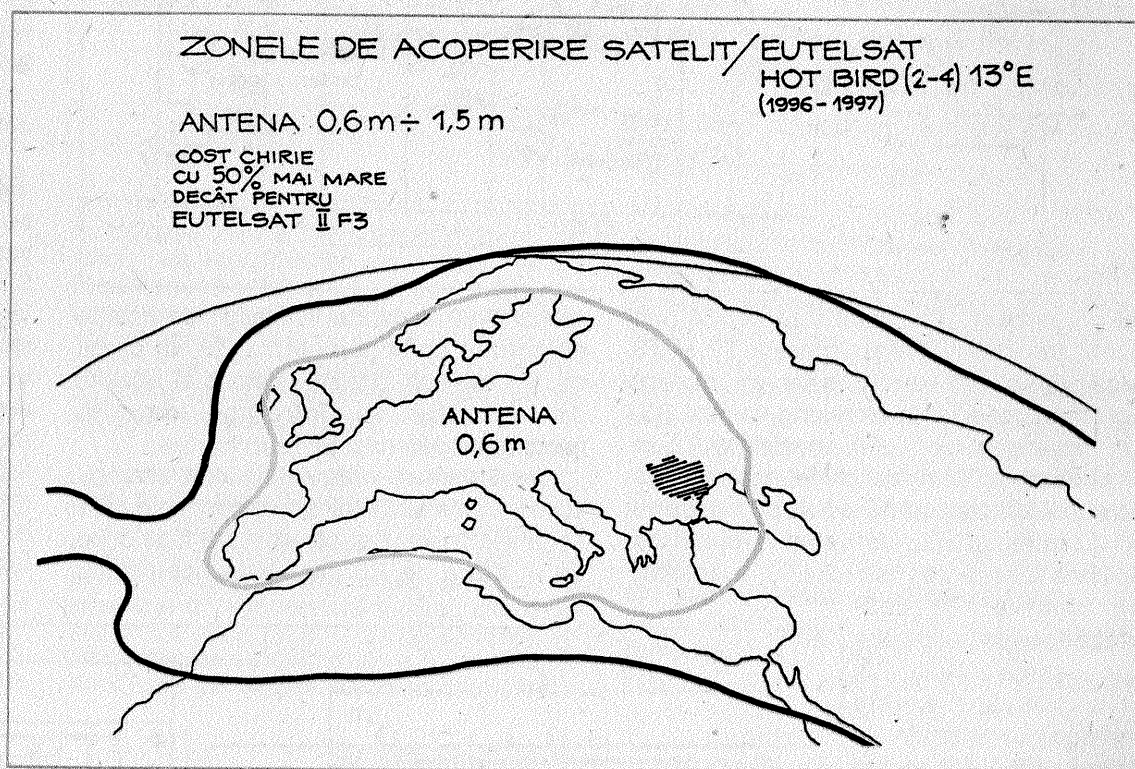 ZONELE DE ACOPERIRE SATELIT/EUTELSAT
HOT BIRD (2-4) 13°E
(1996-1997)
ANTENA 0,6 m ÷ 1,5 m
COST CHIRIE
CU 50% MAI MARE
DECÂT PENTRU
EUTELSAT II F3
ANTENA
0,6 m